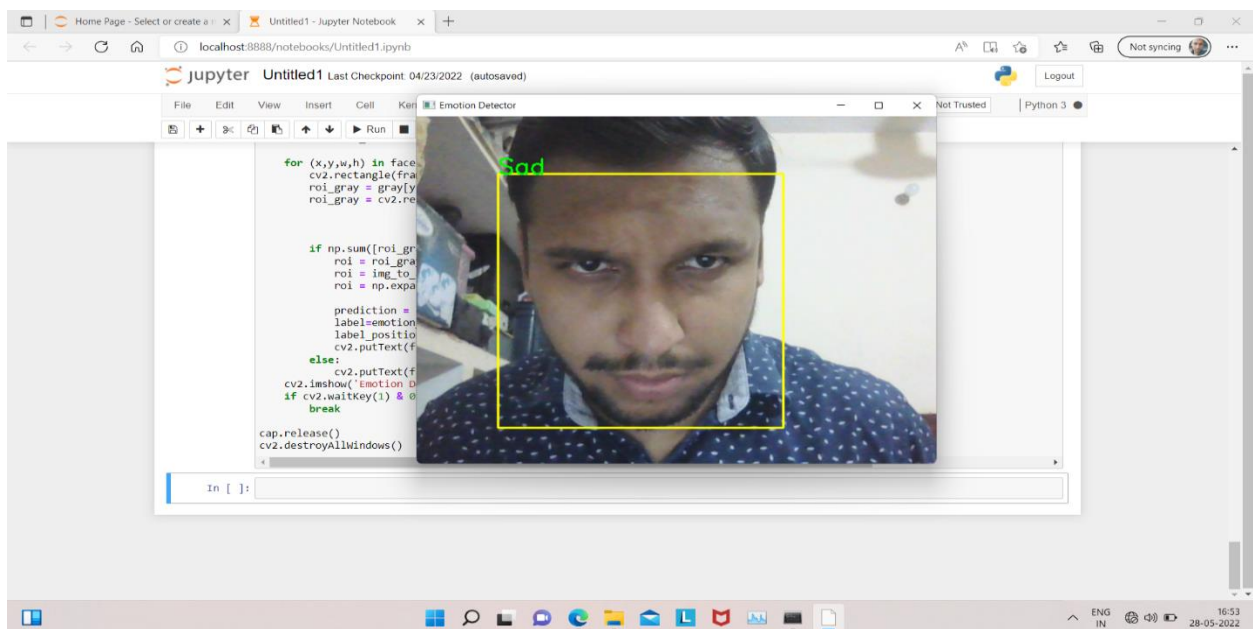 Home Page - Select or create a n
Untitled1 - Jupyter Notebook
localhost:8888/notebooks/Untitled1.ipynb
Not syncing
jupyter Untitled1 Last Checkpoint: 04/23/2022 (autosaved)
Logout
File Edit View Insert Cell Ker
Not Trusted
Python 3
Run
Emotion Detector
Sad
for (x,y,w,h) in face
cv2.rectangle(fra
roi_gray = gray[y
roi_gray = cv2.re
if np.sum([roi_gr
roi = roi_gra
roi = img_to_
roi = np.expa
prediction =
label=emotion
label_positio
cv2.putText(f
else:
cv2.putText(f
cv2.imshow('Emotion D
if cv2.waitKey(1) & 0
break
cap.release()
cv2.destroyAllWindows()
In [ ]:
ENG
IN
16:53
28-05-2022